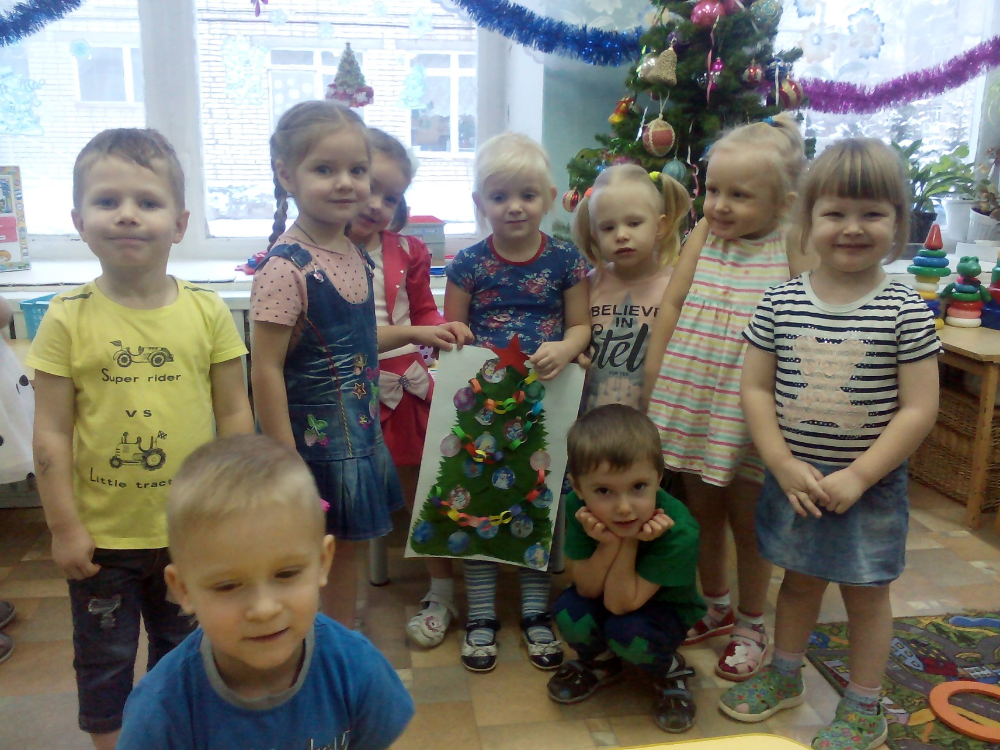 Super rider
vs
Little tract
BELIEVE
IN
Stel